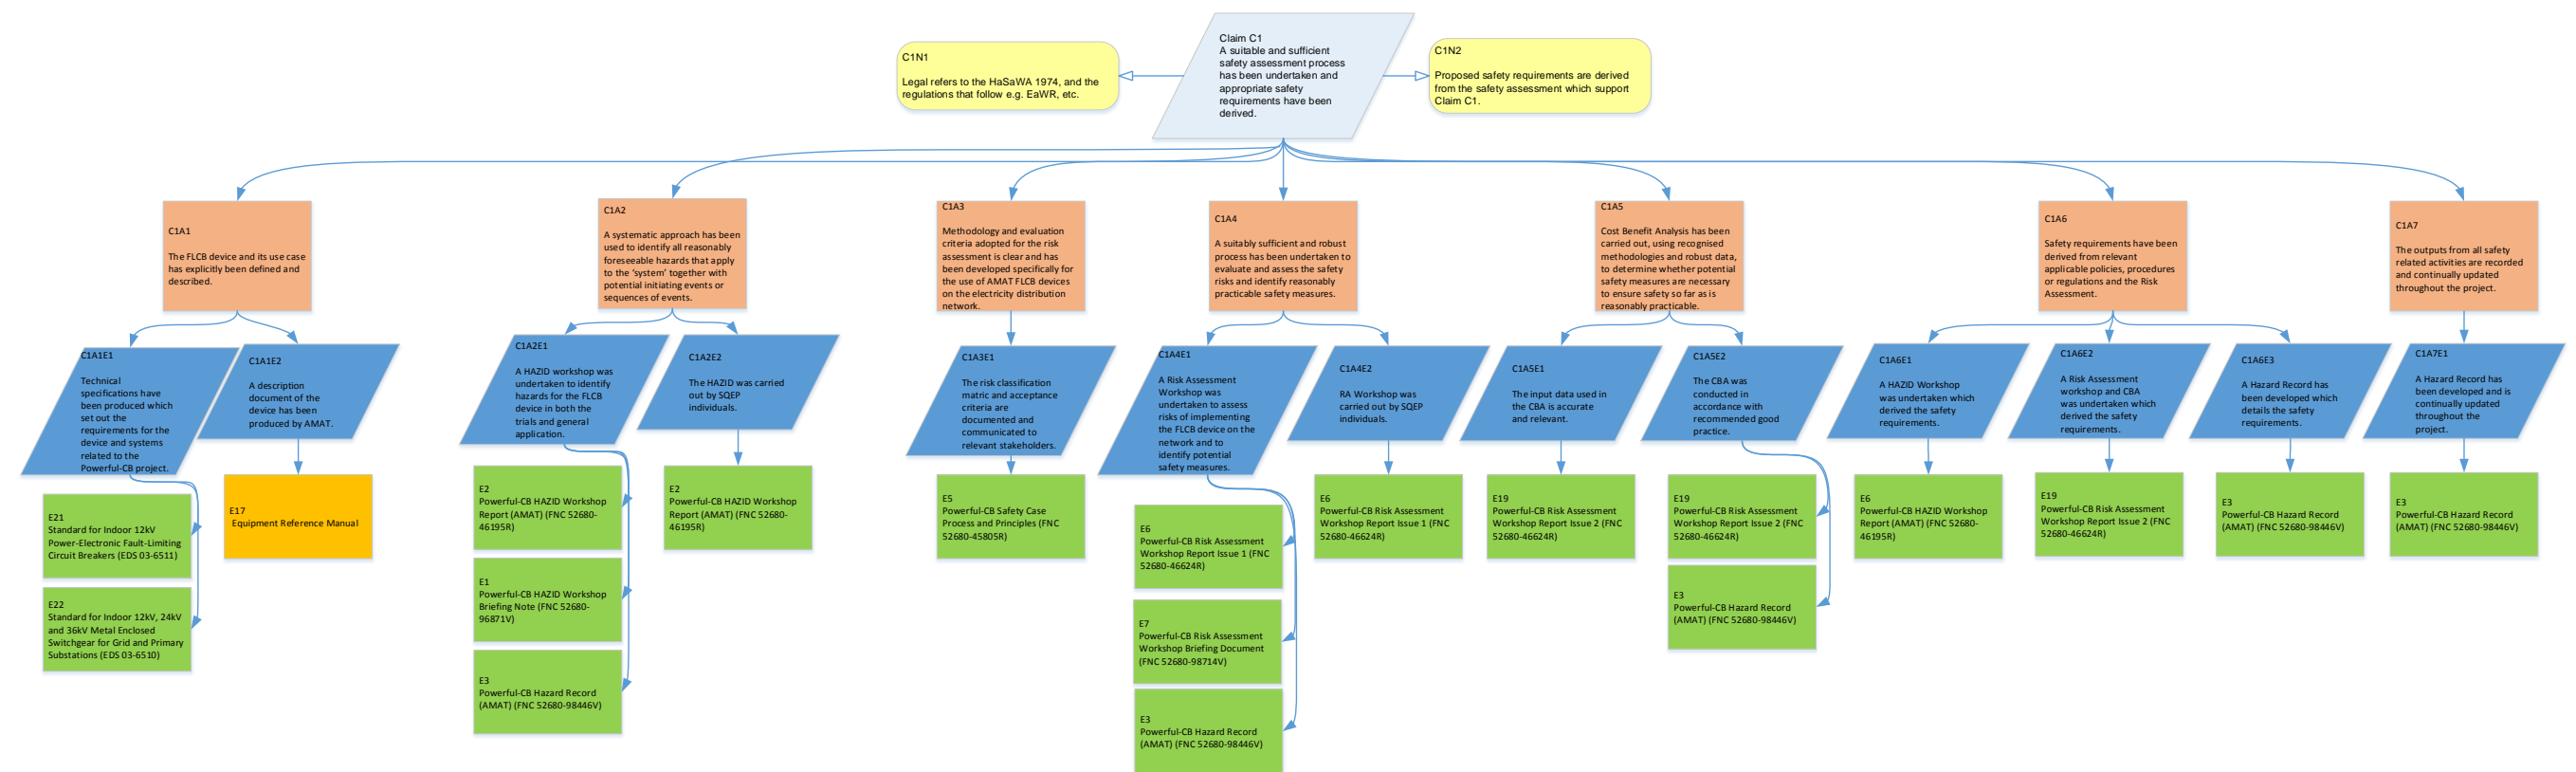 Claim C1
A suitable and sufficient
safety assessment process
has been undertaken and
appropriate safety
requirements have been
derived.
C1N1
Legal refers to the HaSaWA 1974, and the
regulations that follow e.g. EaWR, etc.
C1N2
Proposed safety requirements are derived
from the safety assessment which support
Claim C1.
C1A1
The FLCB device and its use case
has explicitly been defined and
described.
C1A2
A systematic approach has been
used to identify all reasonably
foreseeable hazards that apply
to the ‘system’ together with
potential initiating events or
sequences of events.
C1A3
Methodology and evaluation
criteria adopted for the risk
assessment is clear and has
been developed specifically for
the use of AMAT FLCB devices
on the electricity distribution
network.
C1A4
A suitably sufficient and robust
process has been undertaken to
evaluate and assess the safety
risks and identify reasonably
practicable safety measures.
C1A5
Cost Benefit Analysis has been
carried out, using recognised
methodologies and robust data,
to determine whether potential
safety measures are necessary
to ensure safety so far as is
reasonably practicable.
C1A6
Safety requirements have been
derived from relevant
applicable policies, procedures
or regulations and the Risk
Assessment.
C1A7
The outputs from all safety
related activities are recorded
and continually updated
throughout the project.
C1A1E1
Technical
specifications have
been produced which
set out the
requirements for the
device and systems
related to the
Powerful-CB project.
C1A1E2
A description
document of the
device has been
produced by AMAT.
C1A2E1
A HAZID workshop was
undertaken to identify
hazards for the FLCB
device in both the
trials and general
application.
C1A2E2
The HAZID was carried
out by SQEP
individuals.
C1A3E1
The risk classification
matric and acceptance
criteria are
documented and
communicated to
relevant stakeholders.
C1A4E1
A Risk Assessment
Workshop was
undertaken to assess
risks of implementing
the FLCB device on the
network and to
identify potential
safety measures.
C1A4E2
RA Workshop was
carried out by SQEP
individuals.
C1A5E1
The input data used in
the CBA is accurate
and relevant.
C1A5E2
The CBA was
conducted in
accordance with
recommended good
practice.
C1A6E1
A HAZID Workshop
was undertaken which
derived the safety
requirements.
C1A6E2
A Risk Assessment
workshop and CBA
was undertaken which
derived the safety
requirements.
C1A6E3
A Hazard Record has
been developed which
details the safety
requirements.
C1A7E1
A Hazard Record has
been developed and is
continually updated
throughout the
project.
E21
Standard for Indoor 12kV
Power-Electronic Fault-Limiting
Circuit Breakers (EDS 03-6511)
E22
Standard for Indoor 12kV, 24kV
and 36kV Metal Enclosed
Switchgear for Grid and Primary
Substations (EDS 03-6510)
E17
Equipment Reference Manual
E2
Powerful-CB HAZID Workshop
Report (AMAT) (FNC 52680-
46195R)
E1
Powerful-CB HAZID Workshop
Briefing Note (FNC 52680-
96871V)
E3
Powerful-CB Hazard Record
(AMAT) (FNC 52680-98446V)
E2
Powerful-CB HAZID Workshop
Report (AMAT) (FNC 52680-
46195R)
E5
Powerful-CB Safety Case
Process and Principles (FNC
52680-45805R)
E6
Powerful-CB Risk Assessment
Workshop Report Issue 1 (FNC
52680-46624R)
E7
Powerful-CB Risk Assessment
Workshop Briefing Document
(FNC 52680-98714V)
E3
Powerful-CB Hazard Record
(AMAT) (FNC 52680-98446V)
E6
Powerful-CB Risk Assessment
Workshop Report Issue 1 (FNC
52680-46624R)
E19
Powerful-CB Risk Assessment
Workshop Report Issue 2 (FNC
52680-46624R)
E19
Powerful-CB Risk Assessment
Workshop Report Issue 2 (FNC
52680-46624R)
E3
Powerful-CB Hazard Record
(AMAT) (FNC 52680-98446V)
E6
Powerful-CB HAZID Workshop
Report (AMAT) (FNC 52680-
46195R)
E19
Powerful-CB Risk Assessment
Workshop Report Issue 2 (FNC
52680-46624R)
E3
Powerful-CB Hazard Record
(AMAT) (FNC 52680-98446V)
E3
Powerful-CB Hazard Record
(AMAT) (FNC 52680-98446V)